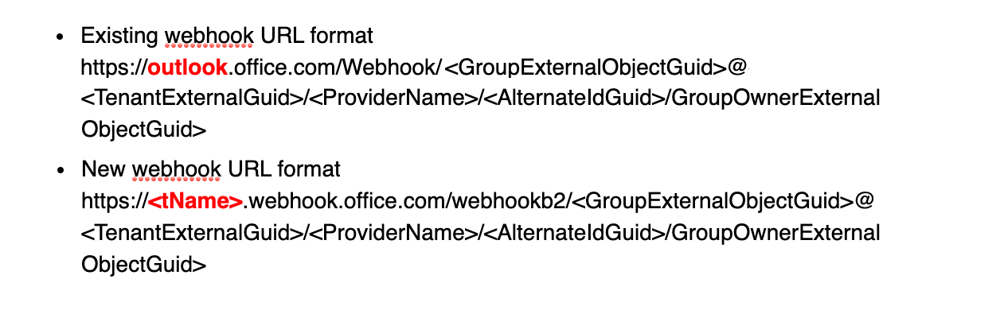 • Existing webhook URL format
https://outlook.office.com/Webhook/<GroupExternalObjectGuid>@
<TenantExternalGuid>/<ProviderName>/<AlternateIdGuid>/GroupOwnerExternal
ObjectGuid>
• New webhook URL format
https://<tName>.webhook.office.com/webhookb2/<GroupExternalObjectGuid>@
<TenantExternalGuid>/<ProviderName>/<AlternateIdGuid>/GroupOwnerExternal
ObjectGuid>